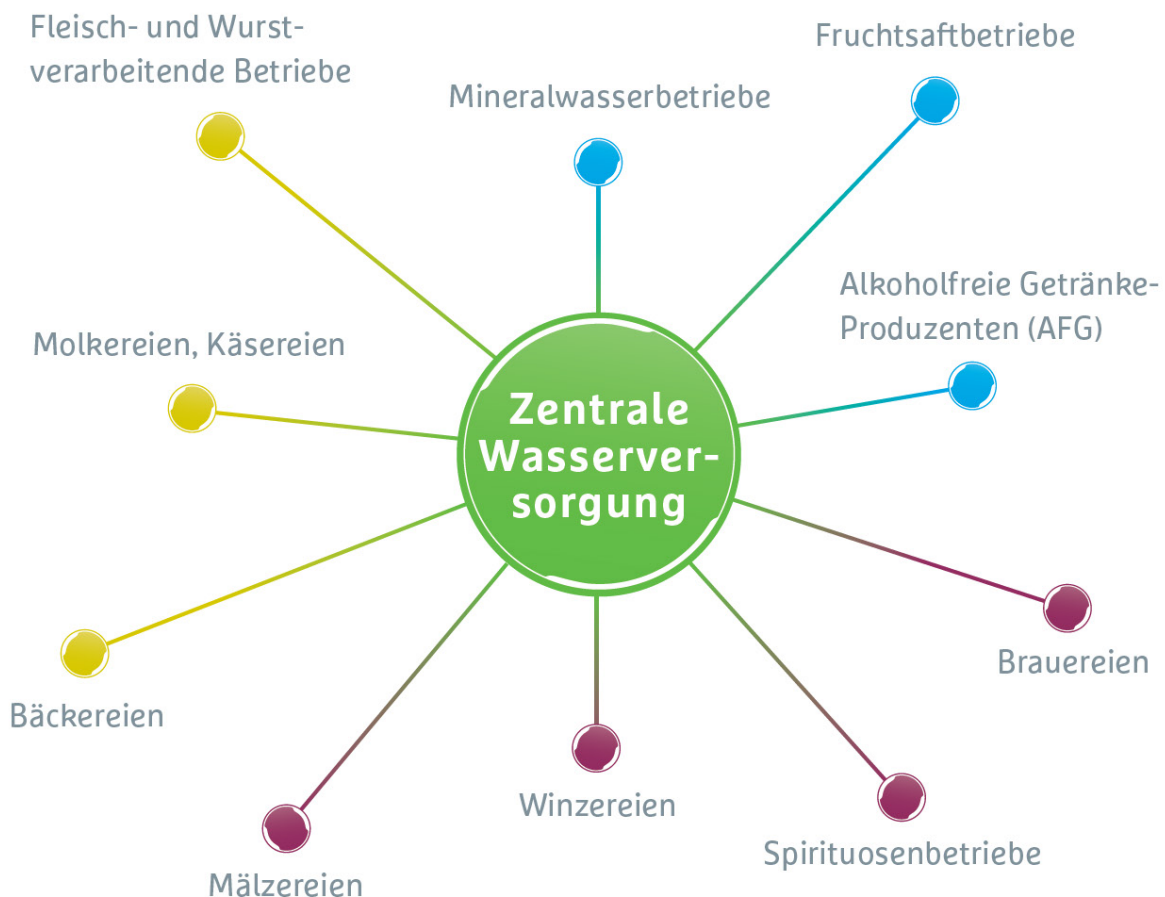 Fleisch- und Wurst-
verarbeitende Betriebe
Mineralwasserbetriebe
Fruchtsaftbetriebe
Alkoholfreie Getränke-
Produzenten (AFG)
Molkereien, Käsereien
Zentrale
Wasserver-
sorgung
Brauereien
Bäckereien
Winzereien
Spirituosenbetriebe
Mälzereien